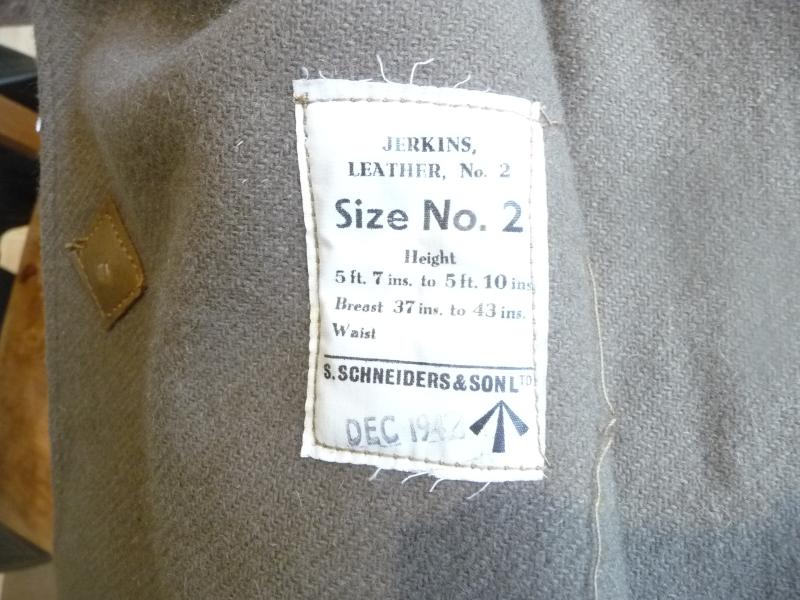 JERKINS,
LEATHER, No. 2
Size No. 2
Height
5 ft. 7 ins. to 5 ft. 10 ins
Breast 37 ins. to 43 ins.
Waist
S. SCHNEIDERS & SON LTD
DEC 1942